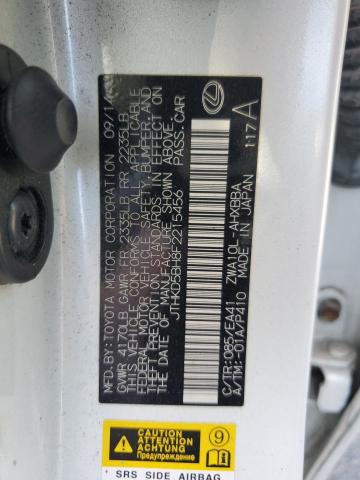 MFD.BY:TOYOTA MOTOR CORPORATION 09/14
GVWR 4170LB GAWR FR 2335LB RR 2235LB
THIS VEHICLE CONFORMS TO ALL APPLICABLE
FEDERAL MOTOR VEHICLE SAFETY, BUMPER, AND
THEFT PREVENTION STANDARDS IN EFFECT ON
THE DATE OF MANUFACTURE SHOWN ABOVE.
JTHKD5BH8F2215456 PASS.CAR
C/TR:085/EA41 ZWA10L-AHXBBA
A/TM:-01A/P410 MADE IN JAPAN
117A
CAUTION
ATTENTION
Предупреждение
9
SRS SIDE AIRBAG